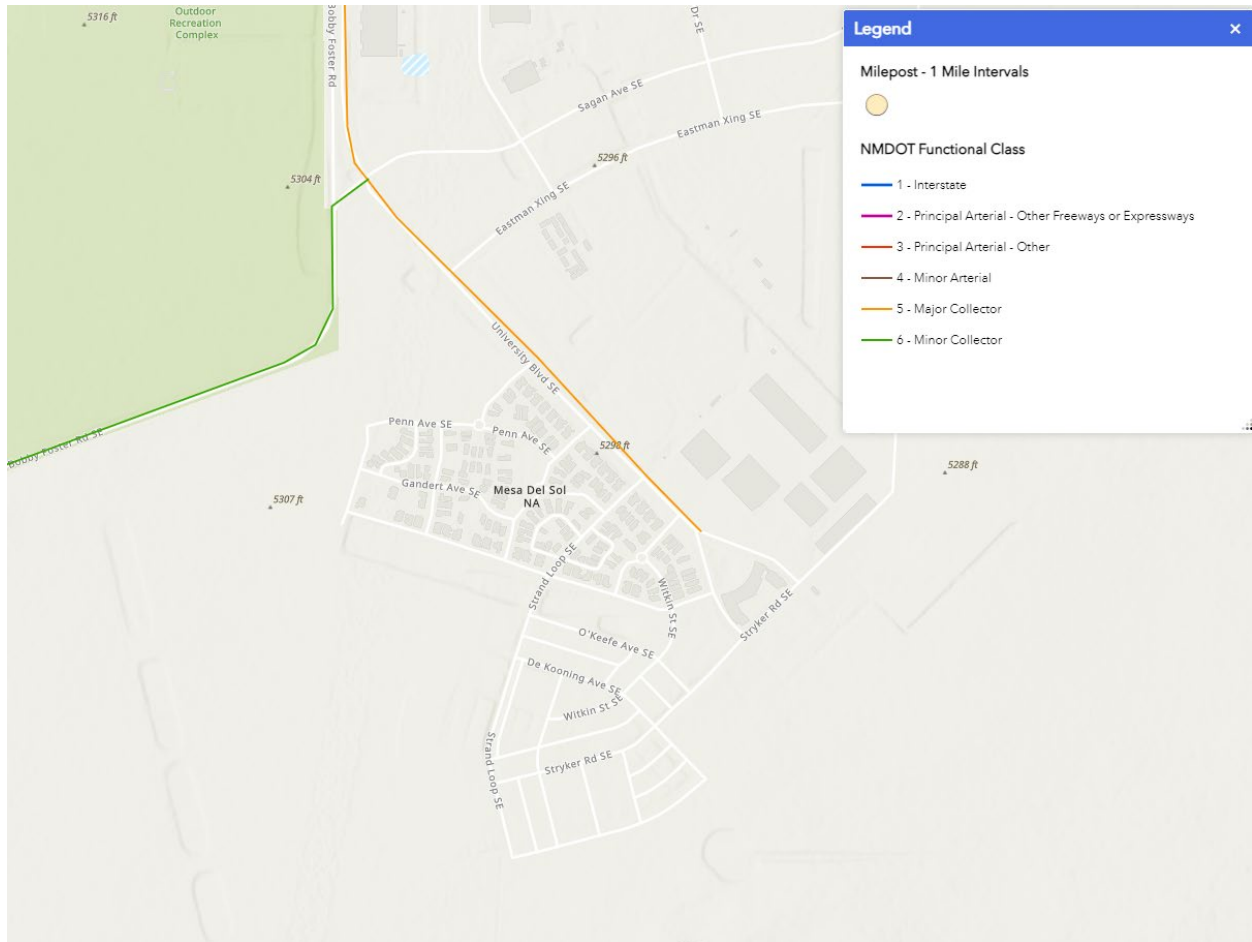 5316 ft
Outdoor
Recreation
Complex
Bobby Foster Rd
Dr SE
Sagan Ave SE
Eastman Xing SE
5296 ft
5304 ft
Eastman Xing SE
University Blvd SE
Penn Ave SE
Penn Ave SE
5298 ft
Bobby Foster Rd SE
Gandert Ave SE
Mesa Del Sol
NA
5307 ft
5288 ft
Strand Loop SE
Witkin St SE
Stryker Rd SE
O'Keefe Ave SE
De Kooning Ave SE
Witkin St SE
Strand Loop SE
Stryker Rd SE
Legend
×
Milepost - 1 Mile Intervals
NMDOT Functional Class
1 - Interstate
2 - Principal Arterial - Other Freeways or Expressways
3 - Principal Arterial - Other
4 - Minor Arterial
5 - Major Collector
6 - Minor Collector